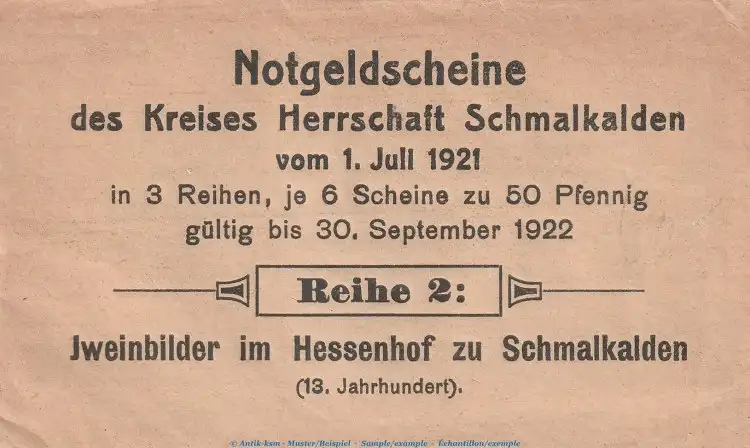 Notgeldscheine
des Kreises Herrschaft Schmalkalden
vom 1. Juli 1921
in 3 Reihen, je 6 Scheine zu 50 Pfennig
gültig bis 30. September 1922
Reihe 2:
Jweinbilder im Hessenhof zu Schmalkalden
(13. Jahrhundert).
© Antik-ksm - Muster/Beispiel - Sample/example - Échantillon/exemple